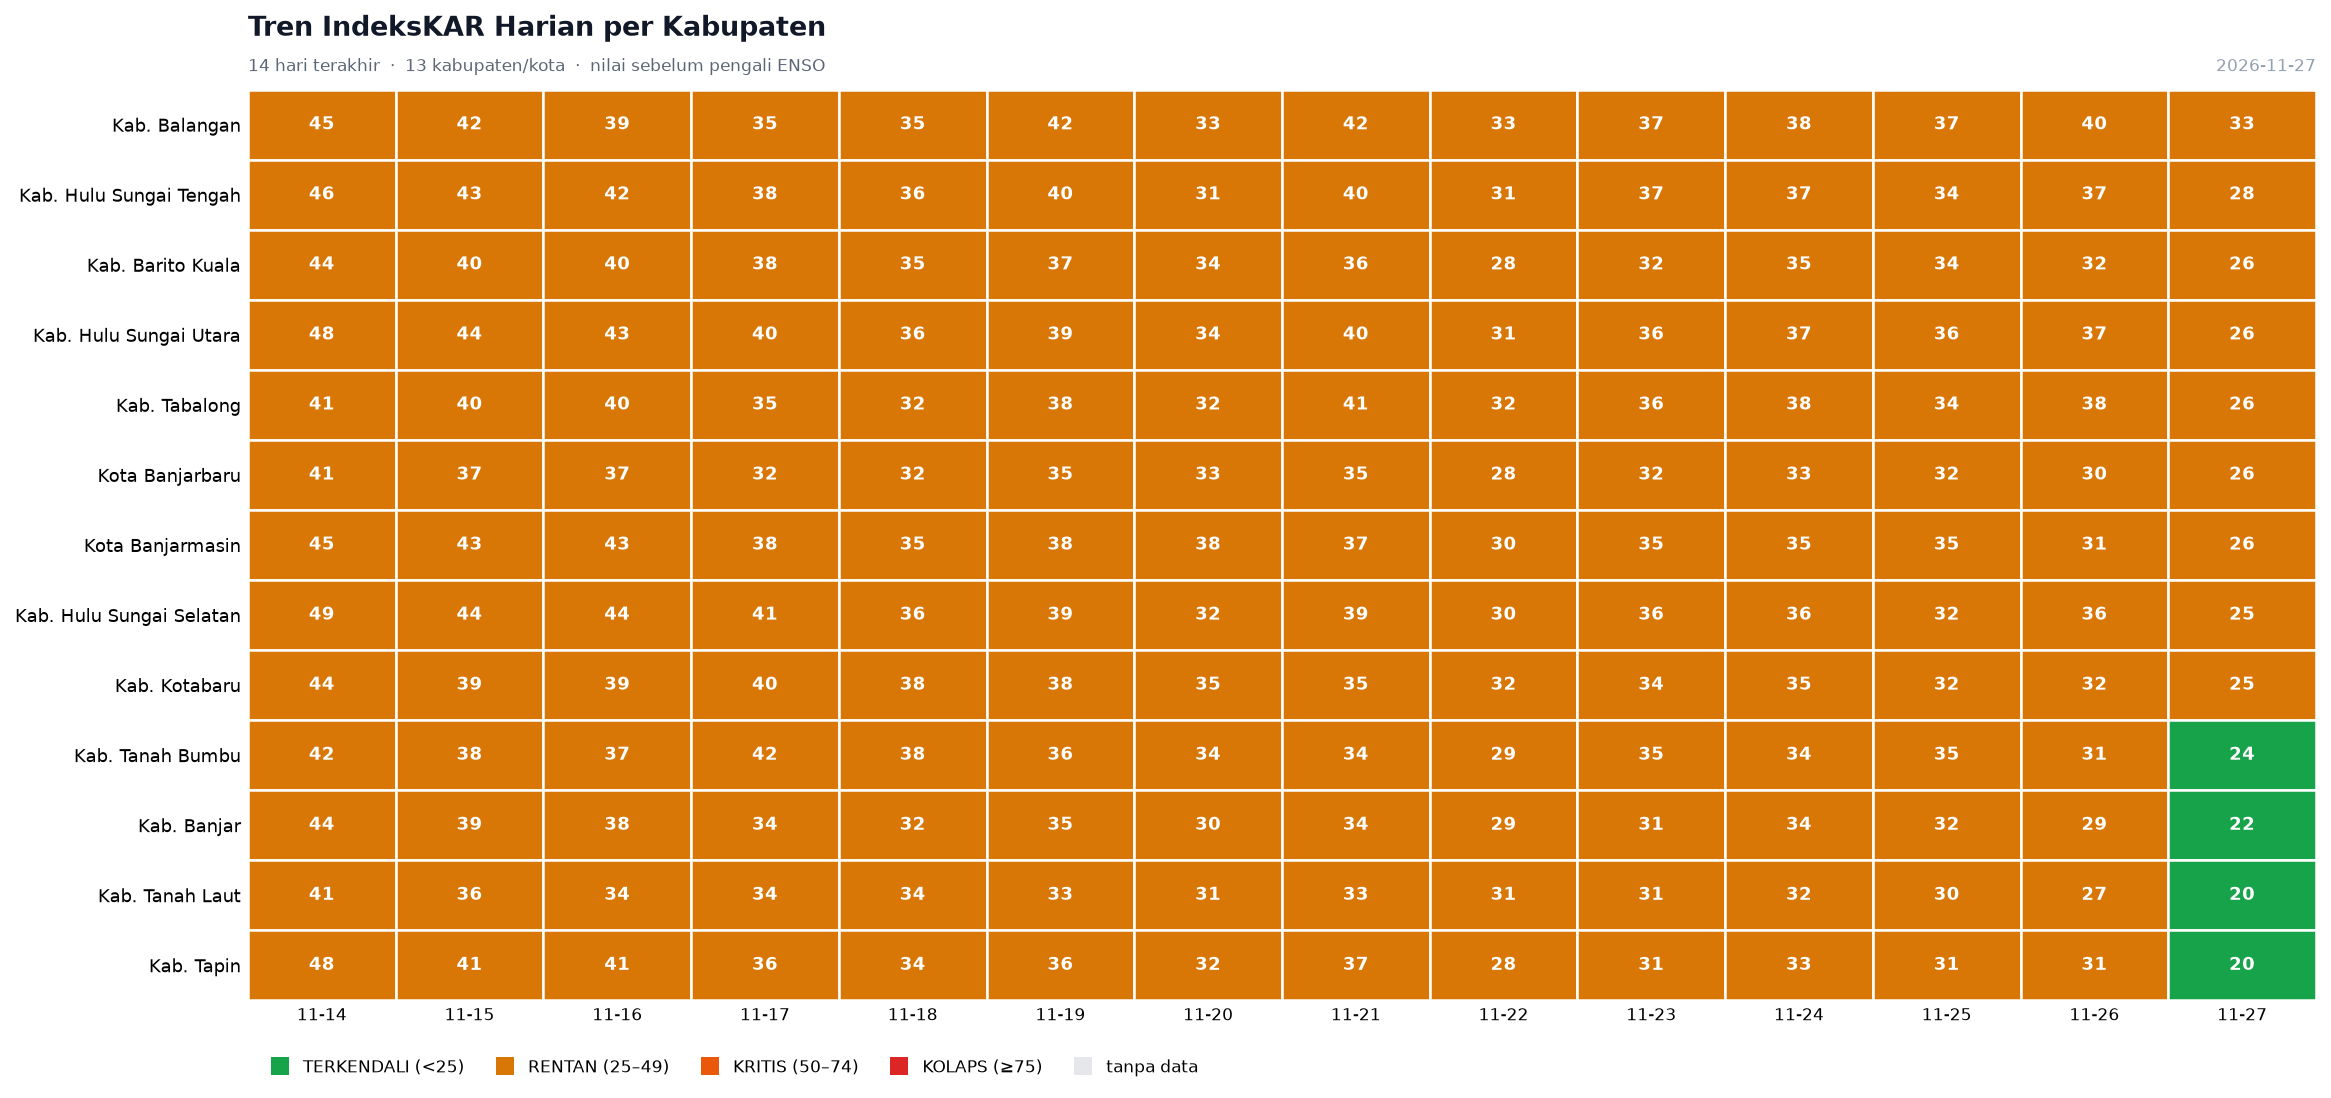 Tren IndeksKAR Harian per Kabupaten
14 hari terakhir · 13 kabupaten/kota · nilai sebelum pengali ENSO 2026-11-27
Kab. Balangan 45 42 39 35 35 42 33 42 33 37 38 37 40 33
Kab. Hulu Sungai Tengah 46 43 42 38 36 40 31 40 31 37 37 34 37 28
Kab. Barito Kuala 44 40 40 38 35 37 34 36 28 32 35 34 32 26
Kab. Hulu Sungai Utara 48 44 43 40 36 39 34 40 31 36 37 36 37 26
Kab. Tabalong 41 40 40 35 32 38 32 41 32 36 38 34 38 26
Kota Banjarbaru 41 37 37 32 32 35 33 35 28 32 33 32 30 26
Kota Banjarmasin 45 43 43 38 35 38 38 37 30 35 35 35 31 26
Kab. Hulu Sungai Selatan 49 44 44 41 36 39 32 39 30 36 36 32 36 25
Kab. Kotabaru 44 39 39 40 38 38 35 35 32 34 35 32 32 25
Kab. Tanah Bumbu 42 38 37 42 38 36 34 34 29 35 34 35 31 24
Kab. Banjar 44 39 38 34 32 35 30 34 29 31 34 32 29 22
Kab. Tanah Laut 41 36 34 34 34 33 31 33 31 31 32 30 27 20
Kab. Tapin 48 41 41 36 34 36 32 37 28 31 33 31 31 20
11-14 11-15 11-16 11-17 11-18 11-19 11-20 11-21 11-22 11-23 11-24 11-25 11-26 11-27
TERKENDALI (<25) RENTAN (25–49) KRITIS (50–74) KOLAPS (≥75) tanpa data